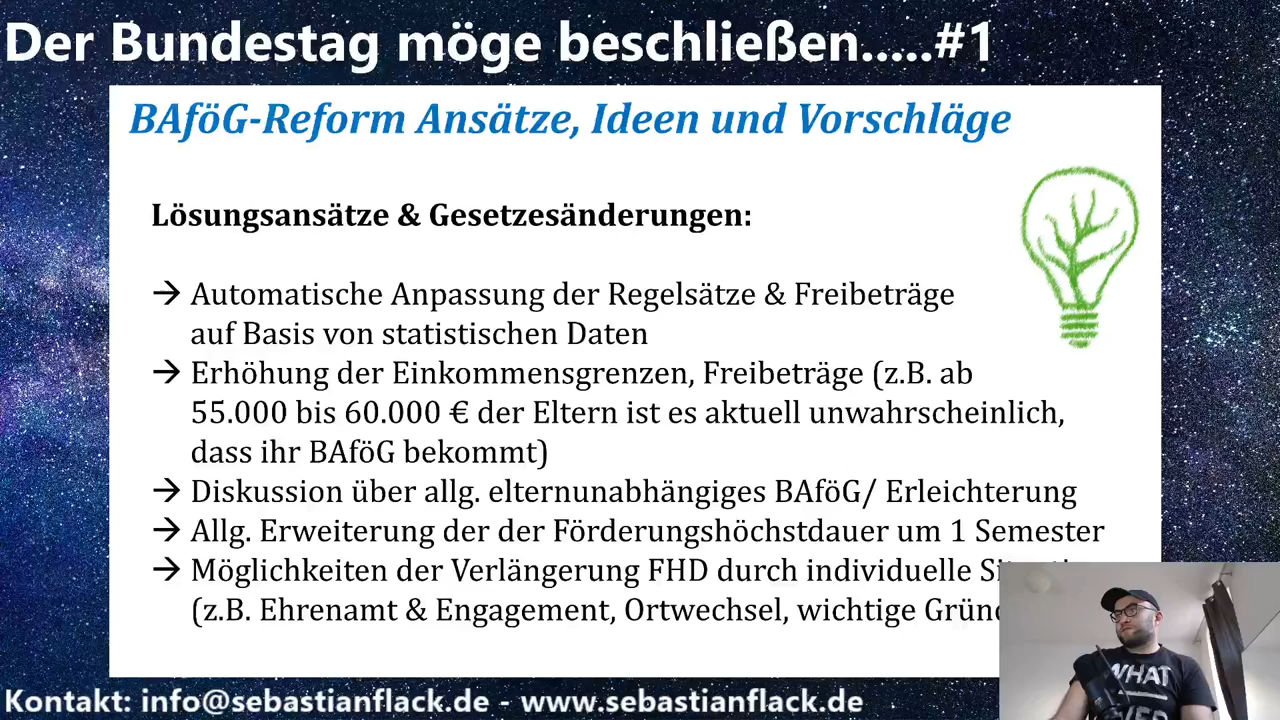 Der Bundestag möge beschließen.....#1
BAföG-Reform Ansätze, Ideen und Vorschläge
Lösungsansätze & Gesetzesänderungen:
→ Automatische Anpassung der Regelsätze & Freibeträge
auf Basis von statistischen Daten
→ Erhöhung der Einkommensgrenzen, Freibeträge (z.B. ab
55.000 bis 60.000 € der Eltern ist es aktuell unwahrscheinlich,
dass ihr BAföG bekommt)
→ Diskussion über allg. elternunabhängiges BAföG/ Erleichterung
→ Allg. Erweiterung der der Förderungshöchstdauer um 1 Semester
→ Möglichkeiten der Verlängerung FHD durch individuelle
(z.B. Ehrenamt & Engagement, Ortwechsel, wichtige
WHAT
Kontakt: info@sebastianflack.de - www.sebastianflack.de